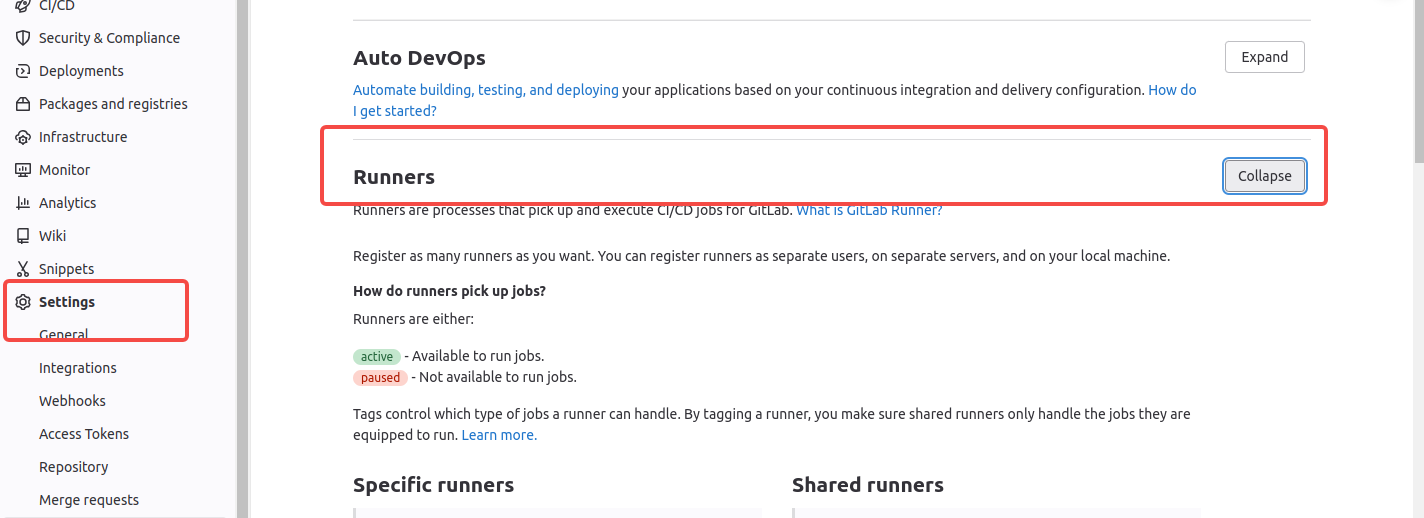 CI/CD
Security & Compliance
Deployments
Packages and registries
Infrastructure
Monitor
Analytics
Wiki
Snippets
Settings
General
Integrations
Webhooks
Access Tokens
Repository
Merge requests
Auto DevOps
Expand
Automate building, testing, and deploying your applications based on your continuous integration and delivery configuration. How do
I get started?
Runners
Collapse
Runners are processes that pick up and execute CI/CD jobs for GitLab. What is GitLab Runner?
Register as many runners as you want. You can register runners as separate users, on separate servers, and on your local machine.
How do runners pick up jobs?
Runners are either:
active - Available to run jobs.
paused - Not available to run jobs.
Tags control which type of jobs a runner can handle. By tagging a runner, you make sure shared runners only handle the jobs they are
equipped to run. Learn more.
Specific runners
Shared runners